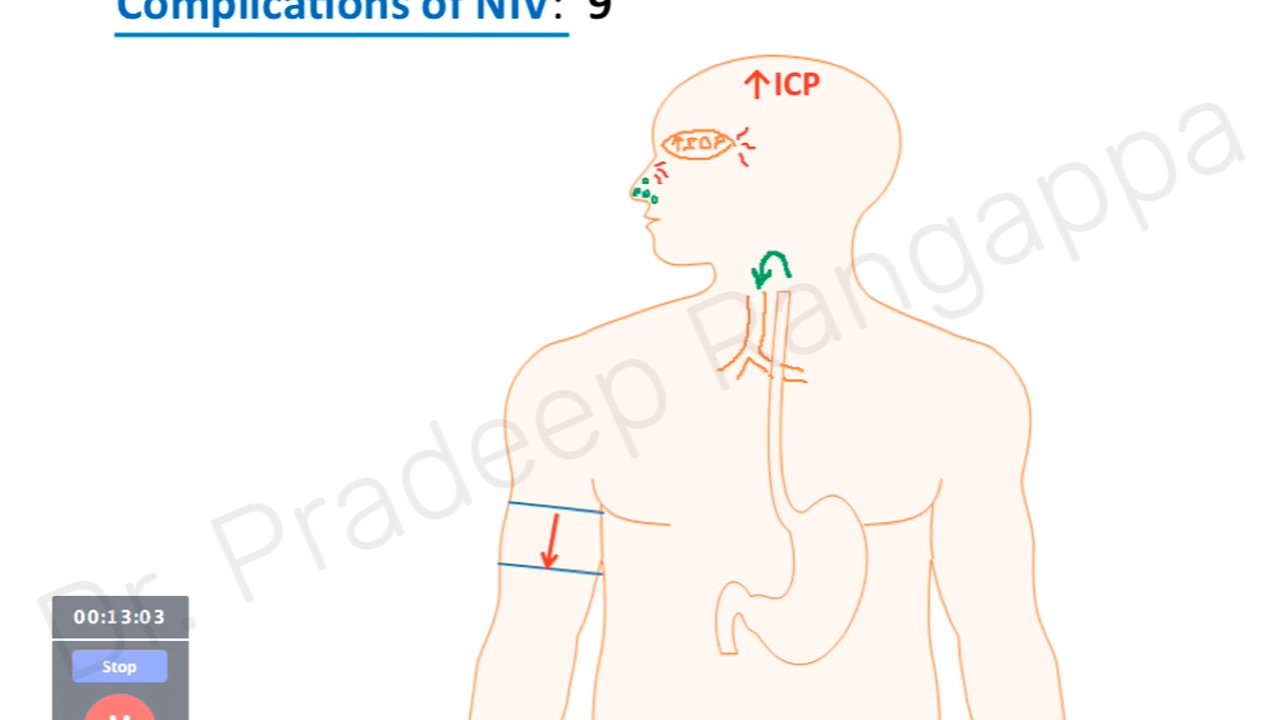 Complications of NIV: 9
↑ICP
↑IOP
Dr. Pradeep Rangappa
00:13:03
Stop